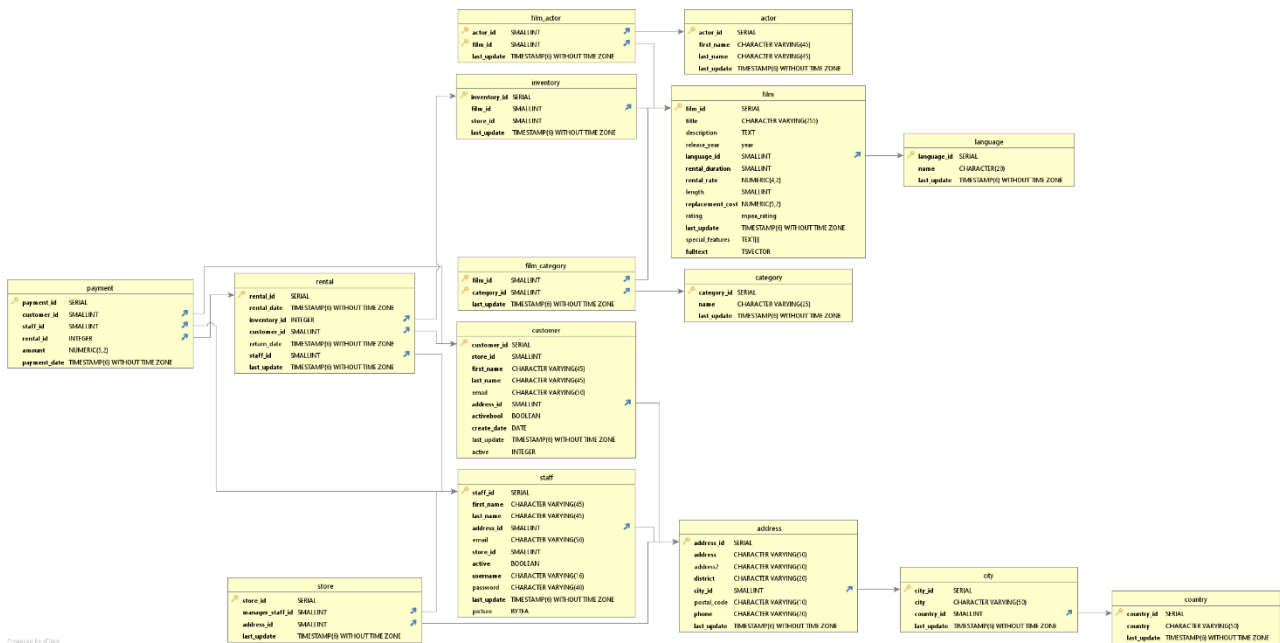 film_actor
actor_id SMALLINT
film_id SMALLINT
last_update TIMESTAMP(6) WITHOUT TIME ZONE
actor
actor_id SERIAL
first_name CHARACTER VARYING(45)
last_name CHARACTER VARYING(45)
last_update TIMESTAMP(6) WITHOUT TIME ZONE
inventory
inventory_id SERIAL
film_id SMALLINT
store_id SMALLINT
last_update TIMESTAMP(6) WITHOUT TIME ZONE
film
film_id SERIAL
title CHARACTER VARYING(255)
description TEXT
release_year year
language_id SMALLINT
rental_duration SMALLINT
rental_rate NUMERIC(4,2)
length SMALLINT
replacement_cost NUMERIC(5,2)
rating mpaa_rating
last_update TIMESTAMP(6) WITHOUT TIME ZONE
special_features TEXT[]
fulltext TSVECTOR
language
language_id SERIAL
name CHARACTER(20)
last_update TIMESTAMP(6) WITHOUT TIME ZONE
film_category
film_id SMALLINT
category_id SMALLINT
last_update TIMESTAMP(6) WITHOUT TIME ZONE
category
category_id SERIAL
name CHARACTER VARYING(25)
last_update TIMESTAMP(6) WITHOUT TIME ZONE
payment
payment_id SERIAL
customer_id SMALLINT
staff_id SMALLINT
rental_id INTEGER
amount NUMERIC(5,2)
payment_date TIMESTAMP(6) WITHOUT TIME ZONE
rental
rental_id SERIAL
rental_date TIMESTAMP(6) WITHOUT TIME ZONE
inventory_id INTEGER
customer_id SMALLINT
return_date TIMESTAMP(6) WITHOUT TIME ZONE
staff_id SMALLINT
last_update TIMESTAMP(6) WITHOUT TIME ZONE
customer
customer_id SERIAL
store_id SMALLINT
first_name CHARACTER VARYING(45)
last_name CHARACTER VARYING(45)
email CHARACTER VARYING(50)
address_id SMALLINT
activebool BOOLEAN
create_date DATE
last_update TIMESTAMP(6) WITHOUT TIME ZONE
active INTEGER
staff
staff_id SERIAL
first_name CHARACTER VARYING(45)
last_name CHARACTER VARYING(45)
address_id SMALLINT
email CHARACTER VARYING(50)
store_id SMALLINT
active BOOLEAN
username CHARACTER VARYING(16)
password CHARACTER VARYING(40)
last_update TIMESTAMP(6) WITHOUT TIME ZONE
picture BYTEA
store
store_id SERIAL
manager_staff_id SMALLINT
address_id SMALLINT
last_update TIMESTAMP(6) WITHOUT TIME ZONE
address
address_id SERIAL
address CHARACTER VARYING(50)
address2 CHARACTER VARYING(50)
district CHARACTER VARYING(20)
city_id SMALLINT
postal_code CHARACTER VARYING(10)
phone CHARACTER VARYING(20)
last_update TIMESTAMP(6) WITHOUT TIME ZONE
city
city_id SERIAL
city CHARACTER VARYING(50)
country_id SMALLINT
last_update TIMESTAMP(6) WITHOUT TIME ZONE
country
country_id SERIAL
country CHARACTER VARYING(50)
last_update TIMESTAMP(6) WITHOUT TIME ZONE